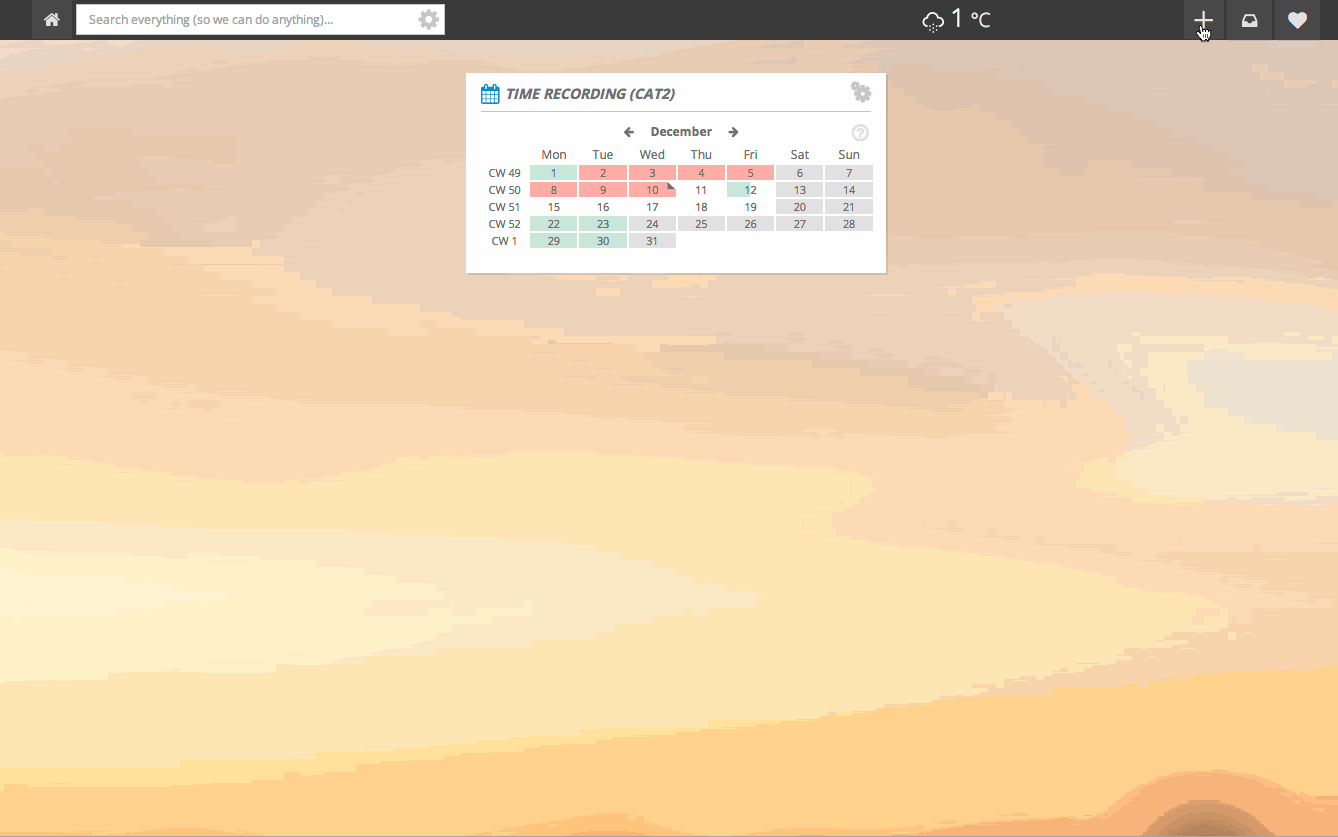 Search everything (so we can do anything)...
1 °C
TIME RECORDING (CAT2)
December
Mon Tue Wed Thu Fri Sat Sun
CW 49 1 2 3 4 5 6 7
CW 50 8 9 10 11 12 13 14
CW 51 15 16 17 18 19 20 21
CW 52 22 23 24 25 26 27 28
CW 1 29 30 31